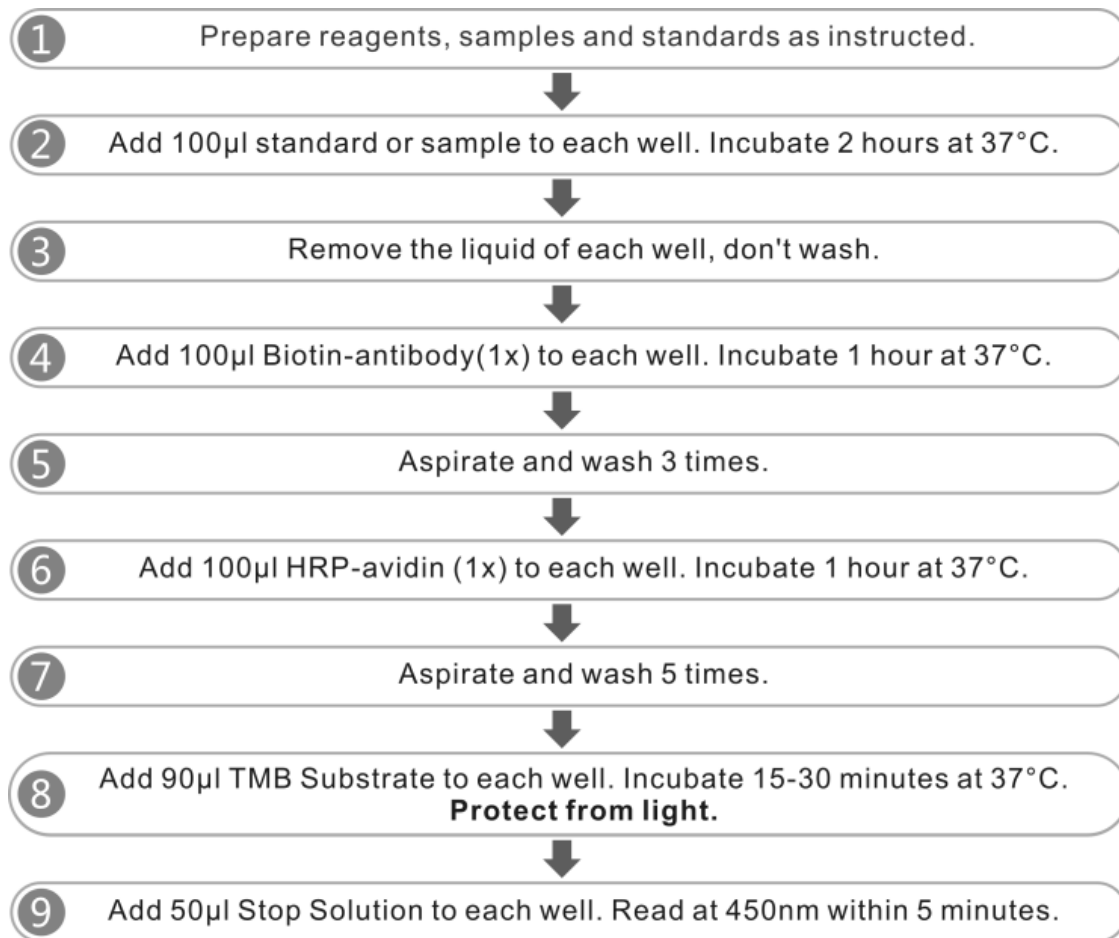 1 Prepare reagents, samples and standards as instructed.
2 Add 100µl standard or sample to each well. Incubate 2 hours at 37°C.
3 Remove the liquid of each well, don't wash.
4 Add 100µl Biotin-antibody(1x) to each well. Incubate 1 hour at 37°C.
5 Aspirate and wash 3 times.
6 Add 100µl HRP-avidin (1x) to each well. Incubate 1 hour at 37°C.
7 Aspirate and wash 5 times.
8 Add 90µl TMB Substrate to each well. Incubate 15-30 minutes at 37°C.
Protect from light.
9 Add 50µl Stop Solution to each well. Read at 450nm within 5 minutes.